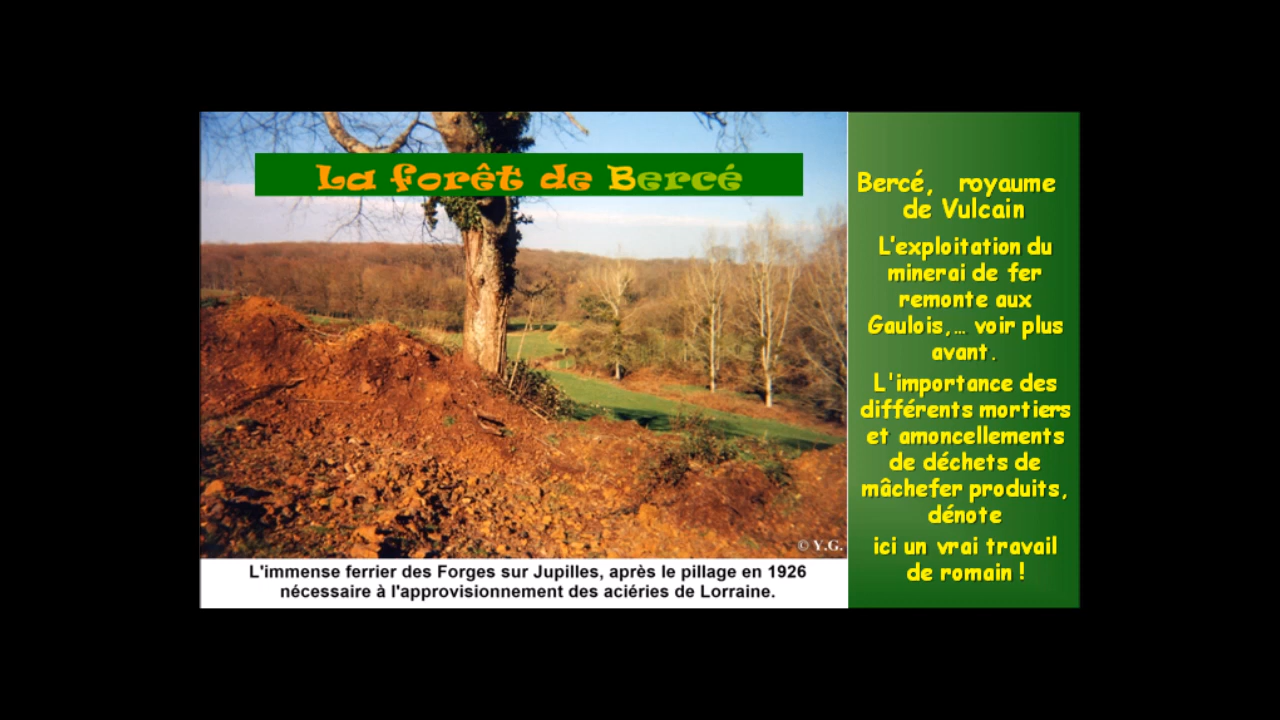 La forêt de Bercé
© Y.G.
L'immense ferrier des Forges sur Jupilles, après le pillage en 1926
nécessaire à l'approvisionnement des aciéries de Lorraine.
Bercé, royaume
de Vulcain
L'exploitation du
minerai de fer
remonte aux
Gaulois,… voir plus
avant.
L'importance des
différents mortiers
et amoncellements
de déchets de
mâchefer produits,
dénote
ici un vrai travail
de romain !